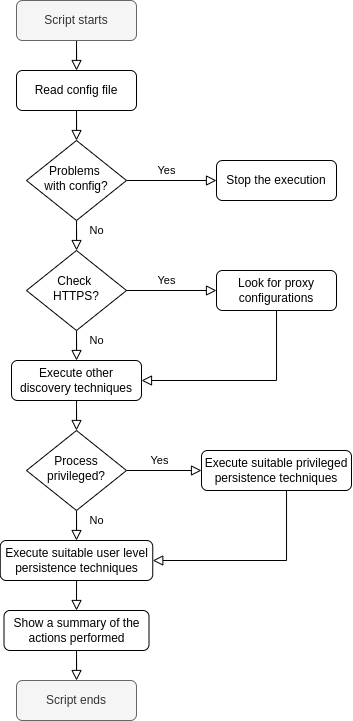 Script starts
Read config file
Problems
with config?
Yes
Stop the execution
No
Check
HTTPS?
Yes
Look for proxy
configurations
No
Execute other
discovery techniques
Process
privileged?
Yes
Execute suitable privileged
persistence techniques
No
Execute suitable user level
persistence techniques
Show a summary of the
actions performed
Script ends